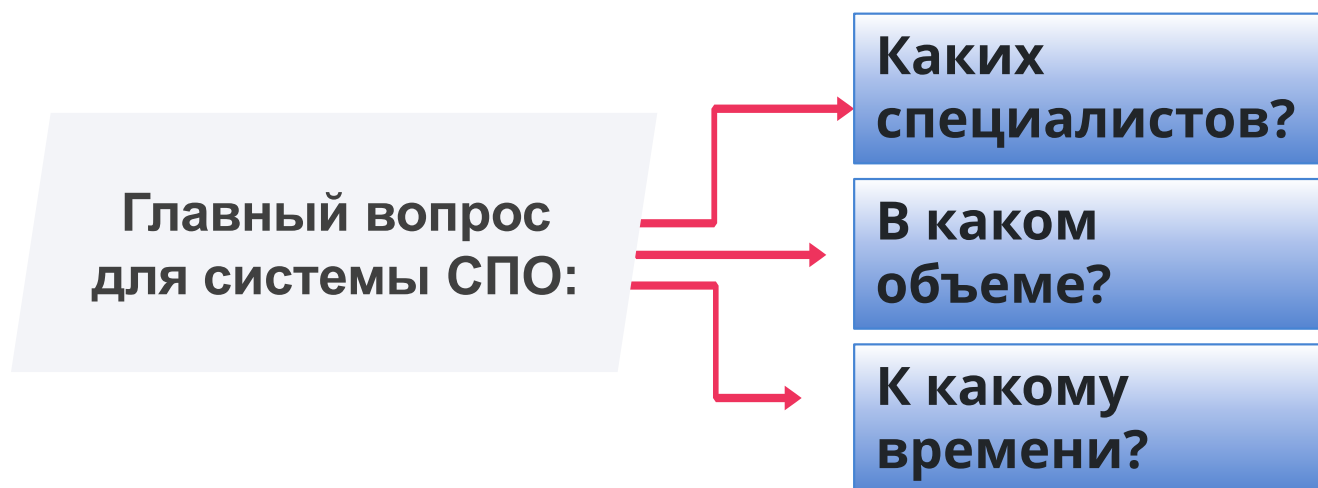 Главный вопрос
для системы СПО:
Каких
специалистов?
В каком
объеме?
К какому
времени?